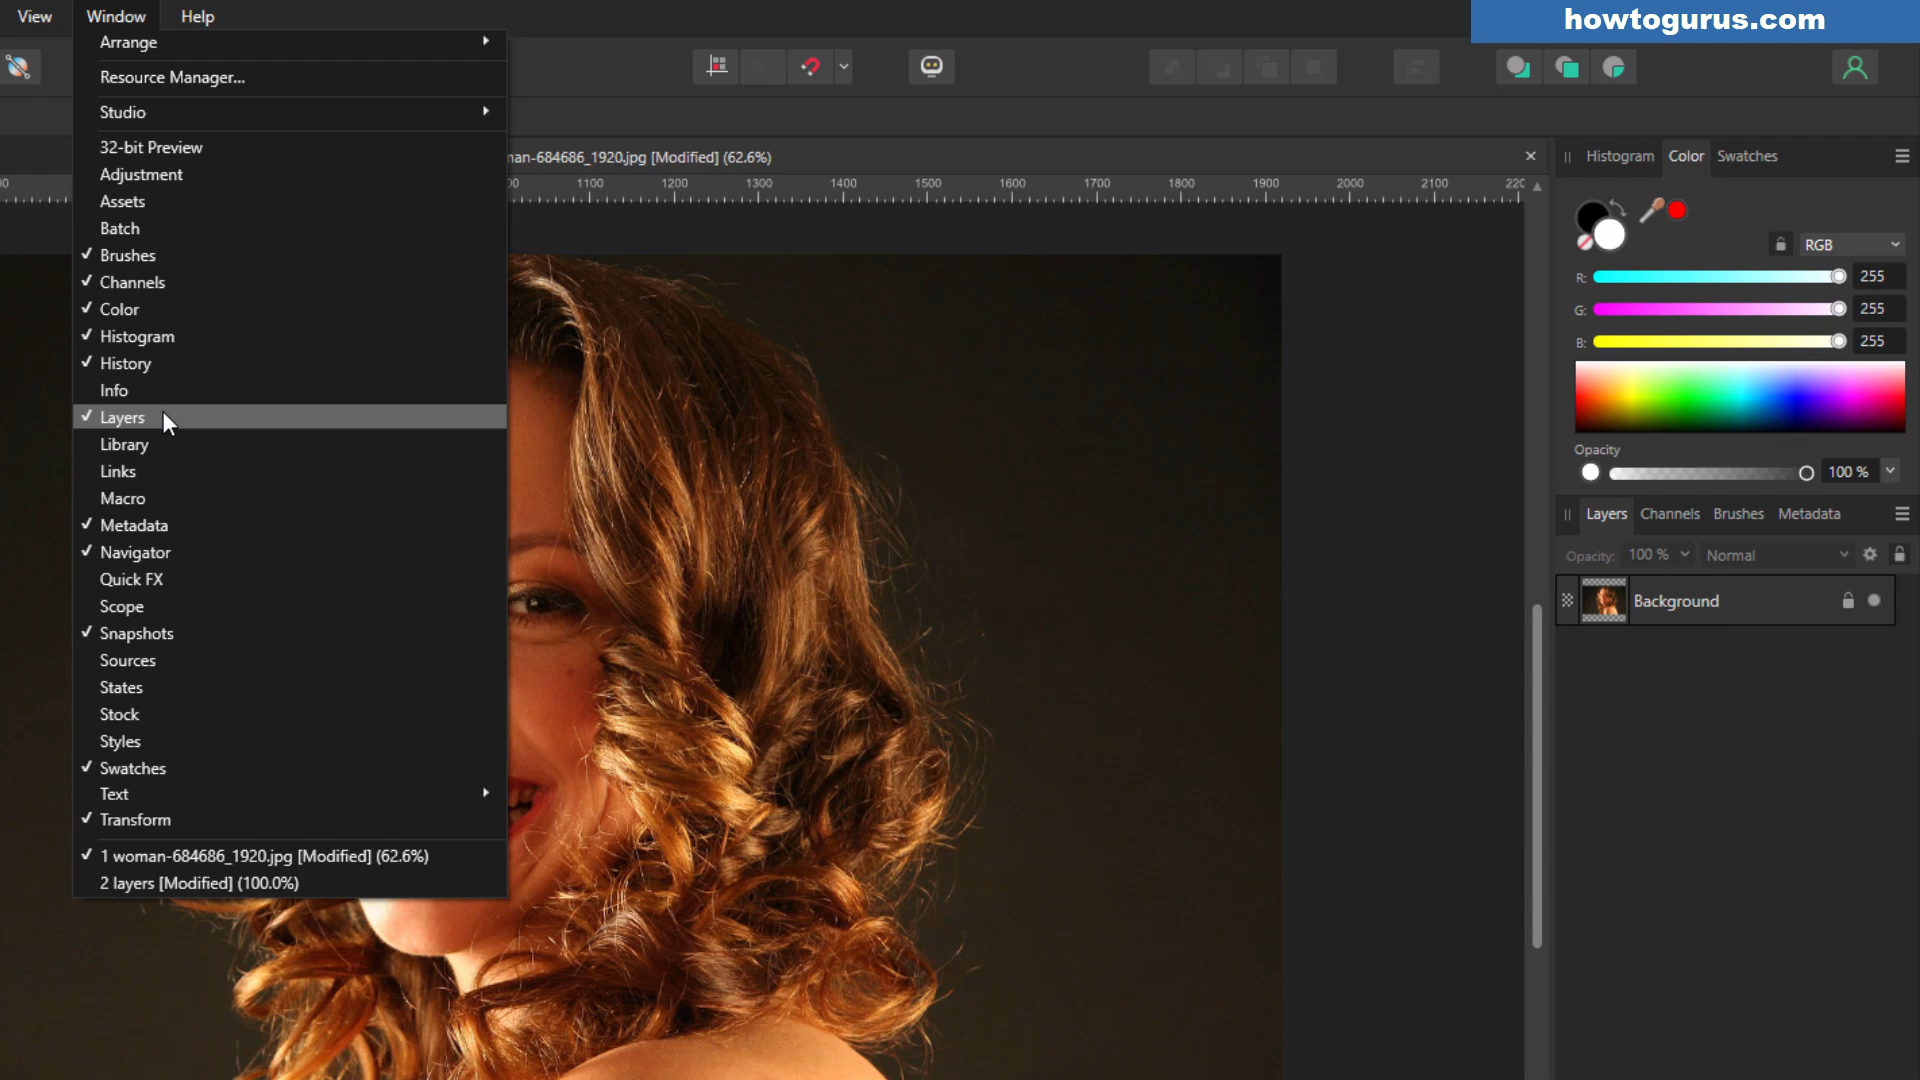 View Window Help
howtogurus.com
Arrange
Resource Manager...
Studio
32-bit Preview
Adjustment
Assets
Batch
Brushes
Channels
Color
Histogram
History
Info
Layers
Library
Links
Macro
Metadata
Navigator
Quick FX
Scope
Snapshots
Sources
States
Stock
Styles
Swatches
Text
Transform
1 woman-684686_1920.jpg [Modified] (62.6%)
2 layers [Modified] (100.0%)
man-684686_1920.jpg [Modified] (62.6%)
1100 1200 1300 1400 1500 1600 1700 1800 1900 2000 2100
Histogram Color Swatches
RGB
R: 255
G: 255
B: 255
Opacity
100 %
Layers Channels Brushes Metadata
Opacity: 100 % Normal
Background